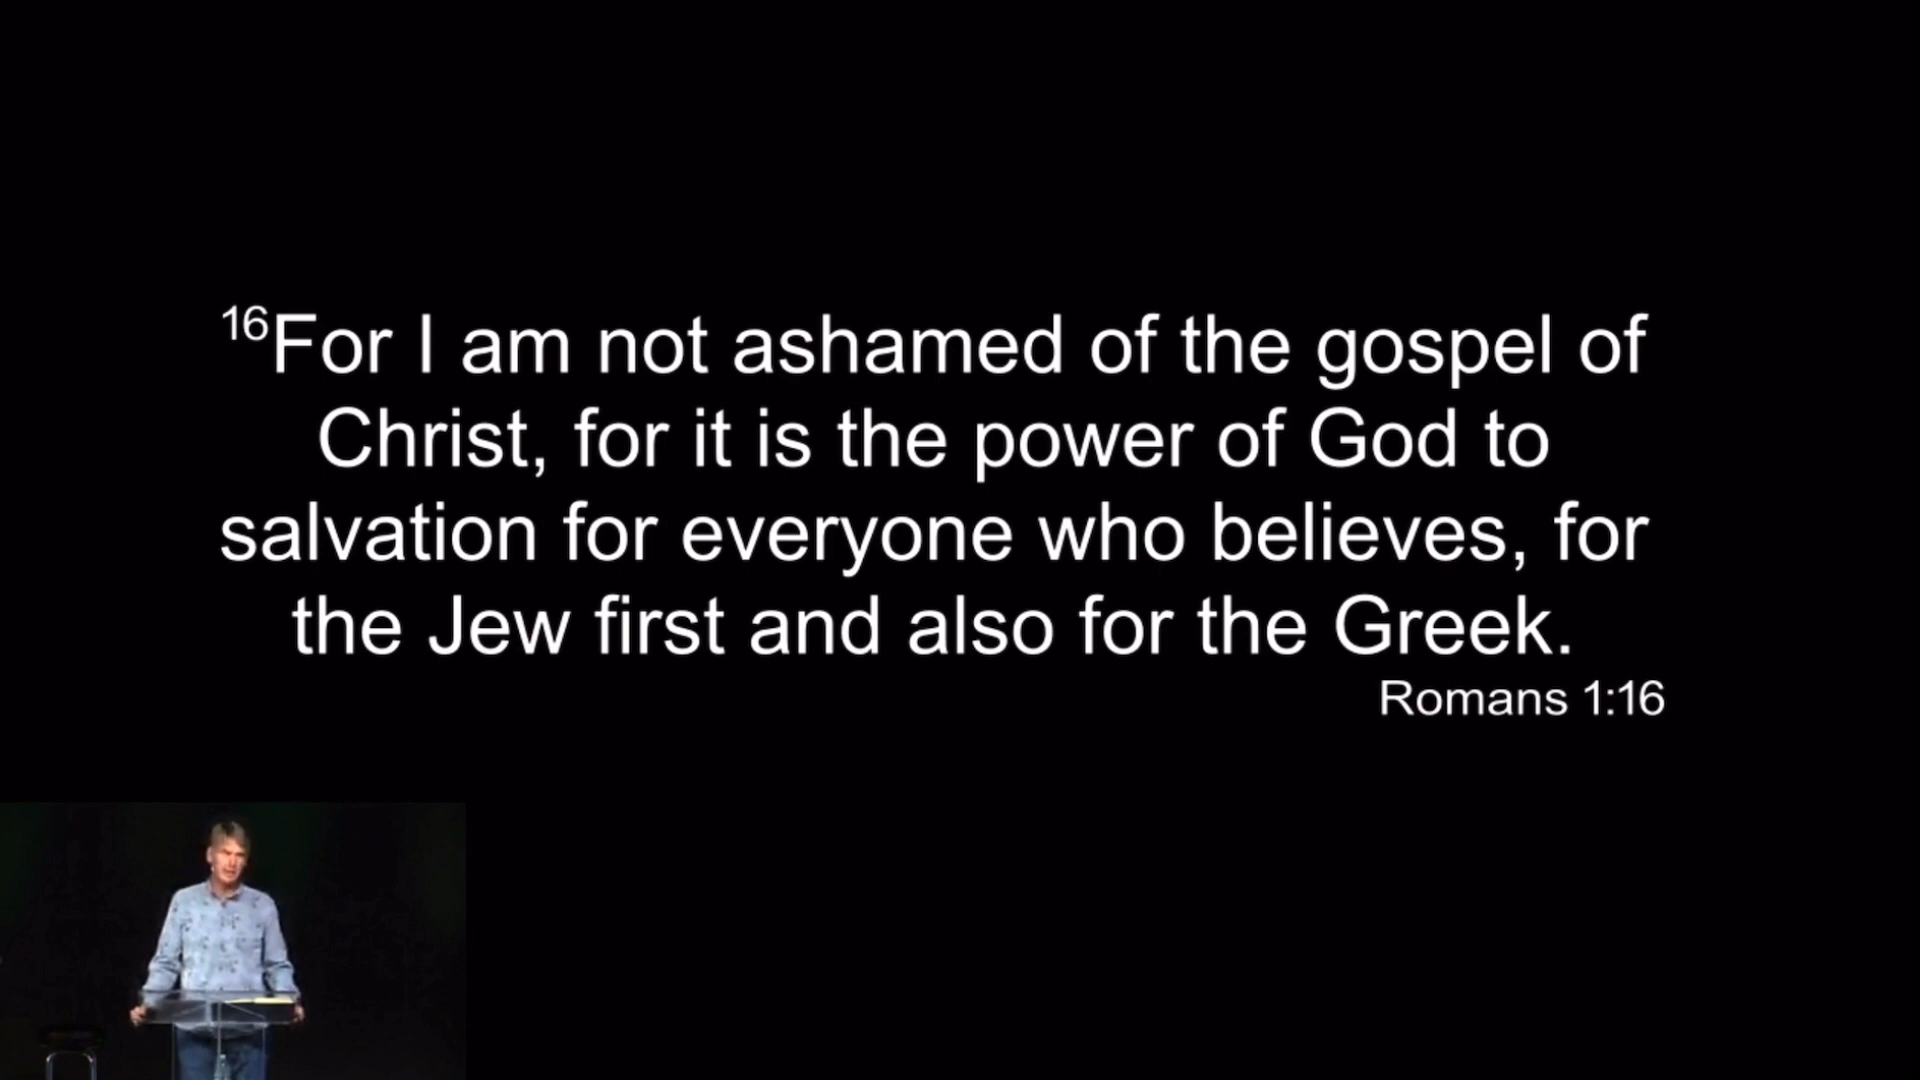 16For I am not ashamed of the gospel of
Christ, for it is the power of God to
salvation for everyone who believes, for
the Jew first and also for the Greek.
Romans 1:16